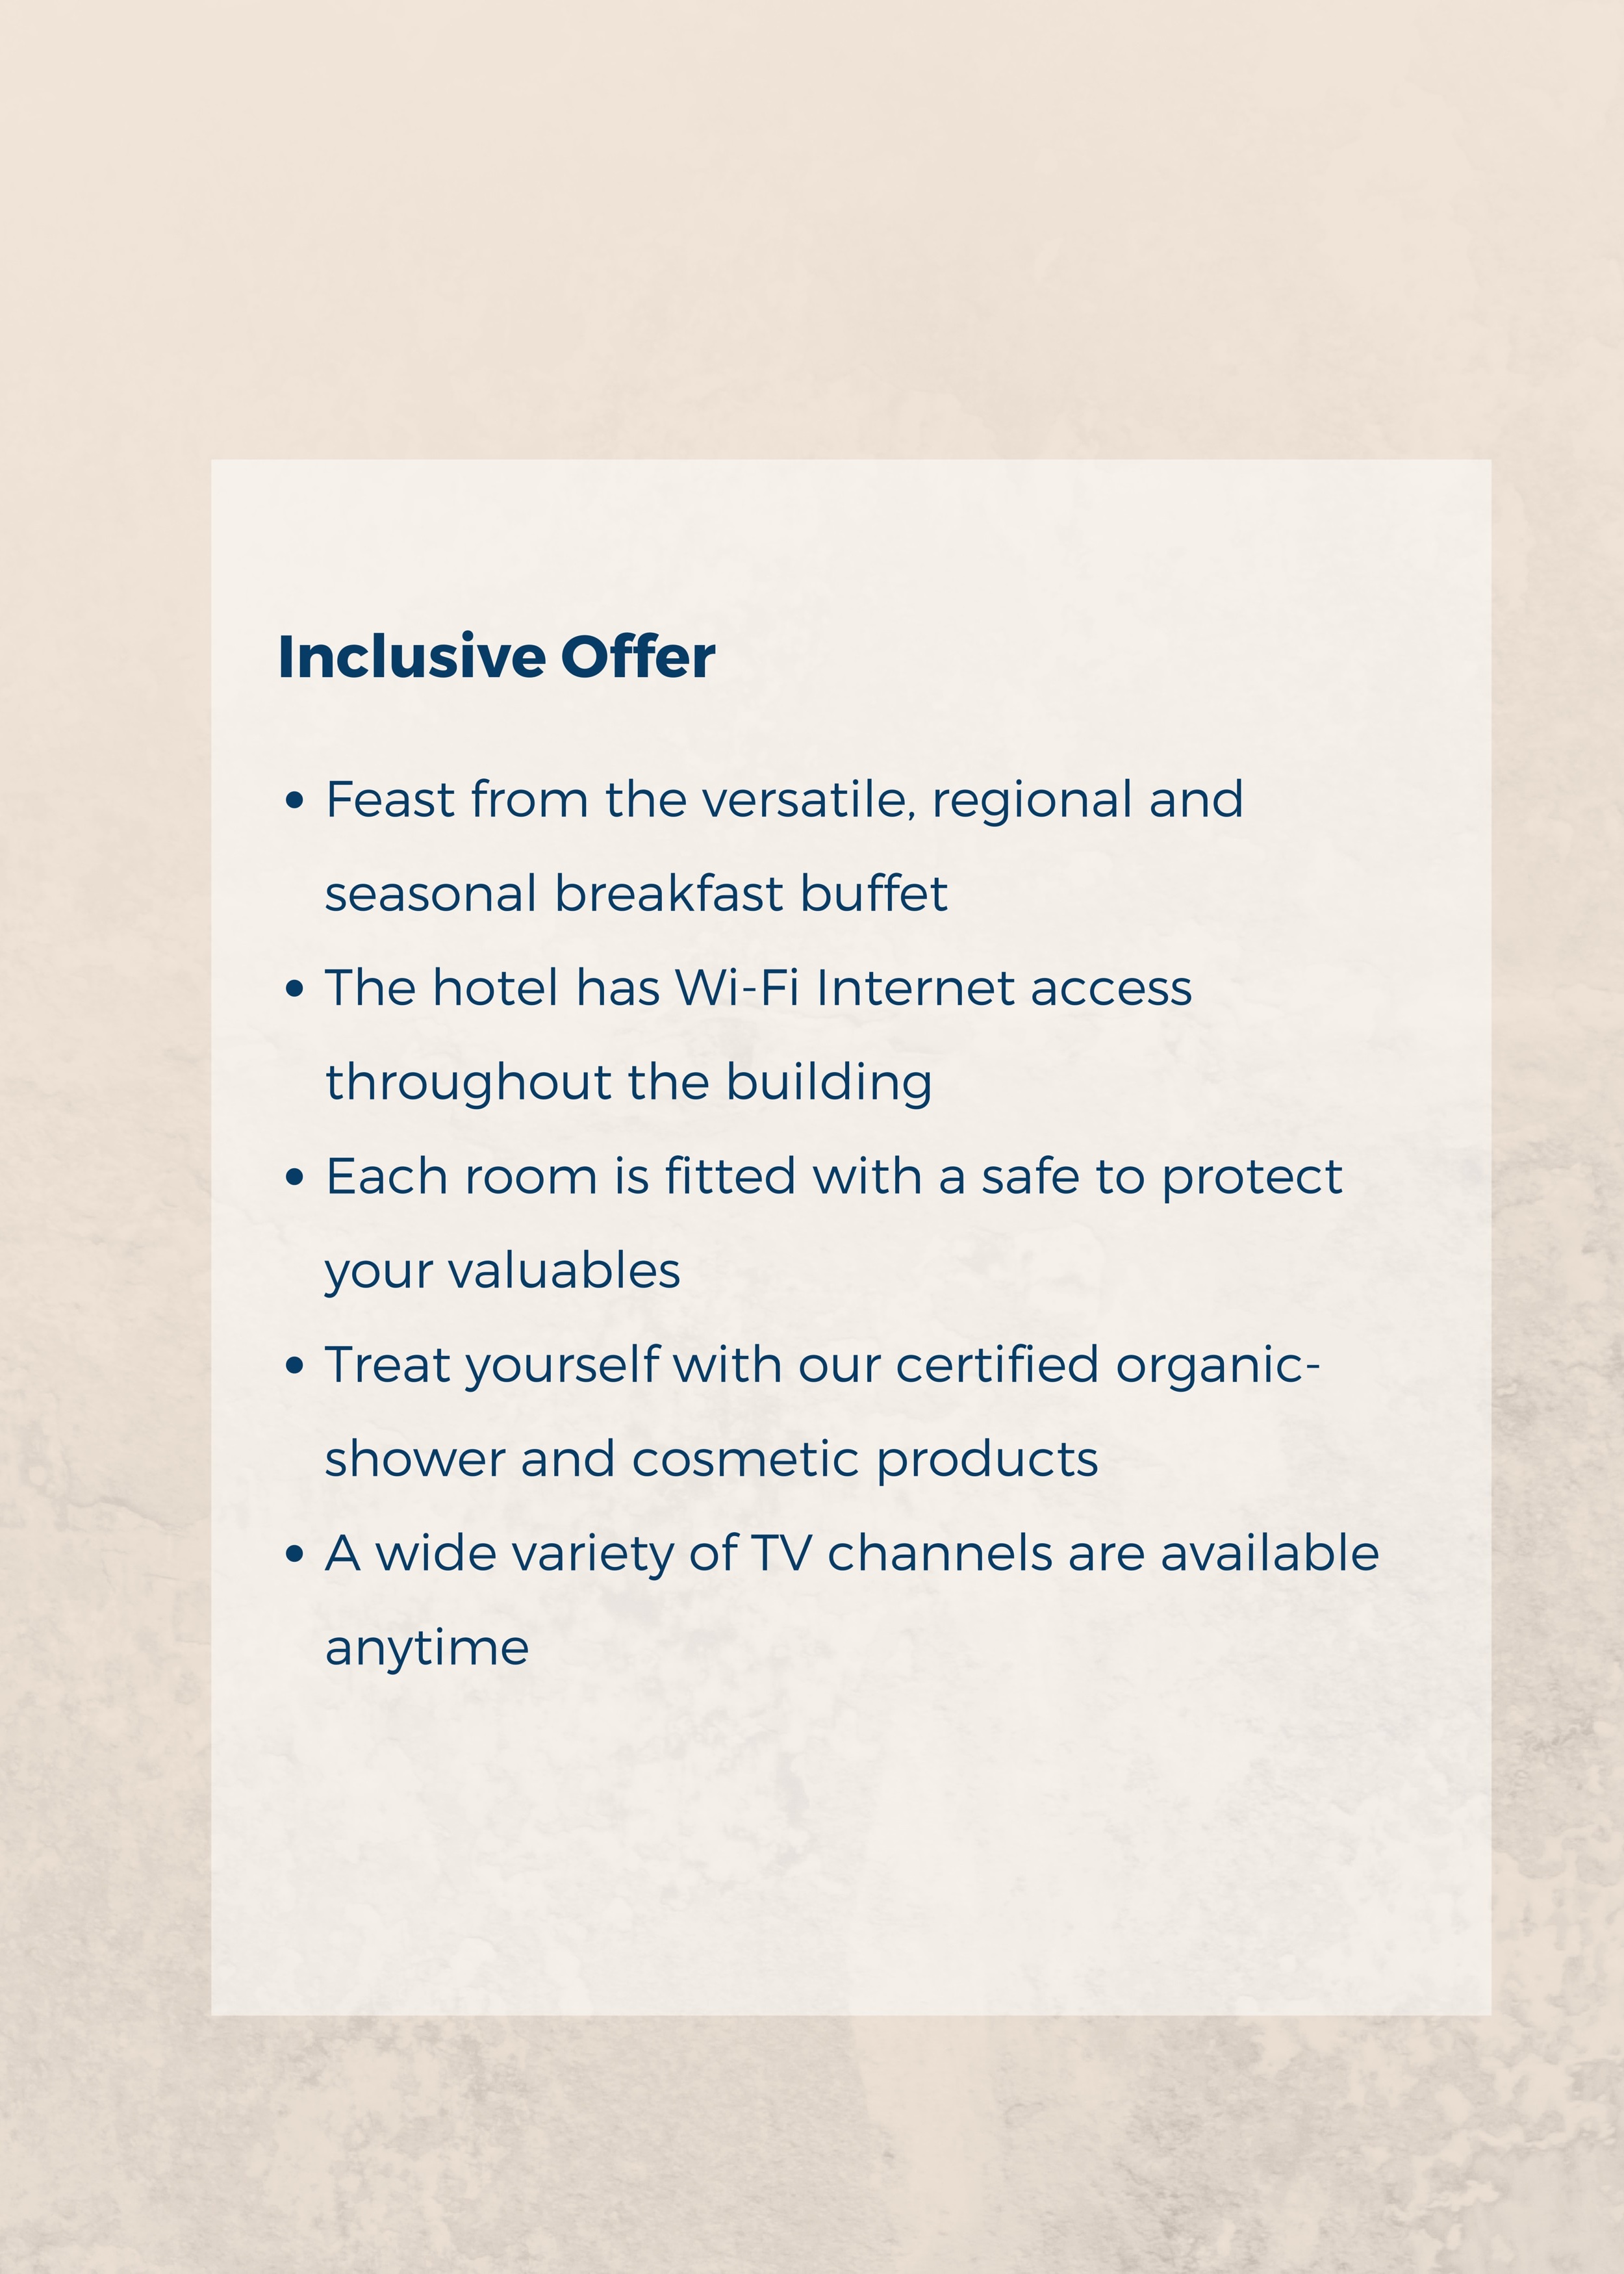 Inclusive Offer
• Feast from the versatile, regional and
seasonal breakfast buffet
• The hotel has Wi-Fi Internet access
throughout the building
• Each room is fitted with a safe to protect
your valuables
• Treat yourself with our certified organic-
shower and cosmetic products
• A wide variety of TV channels are available
anytime